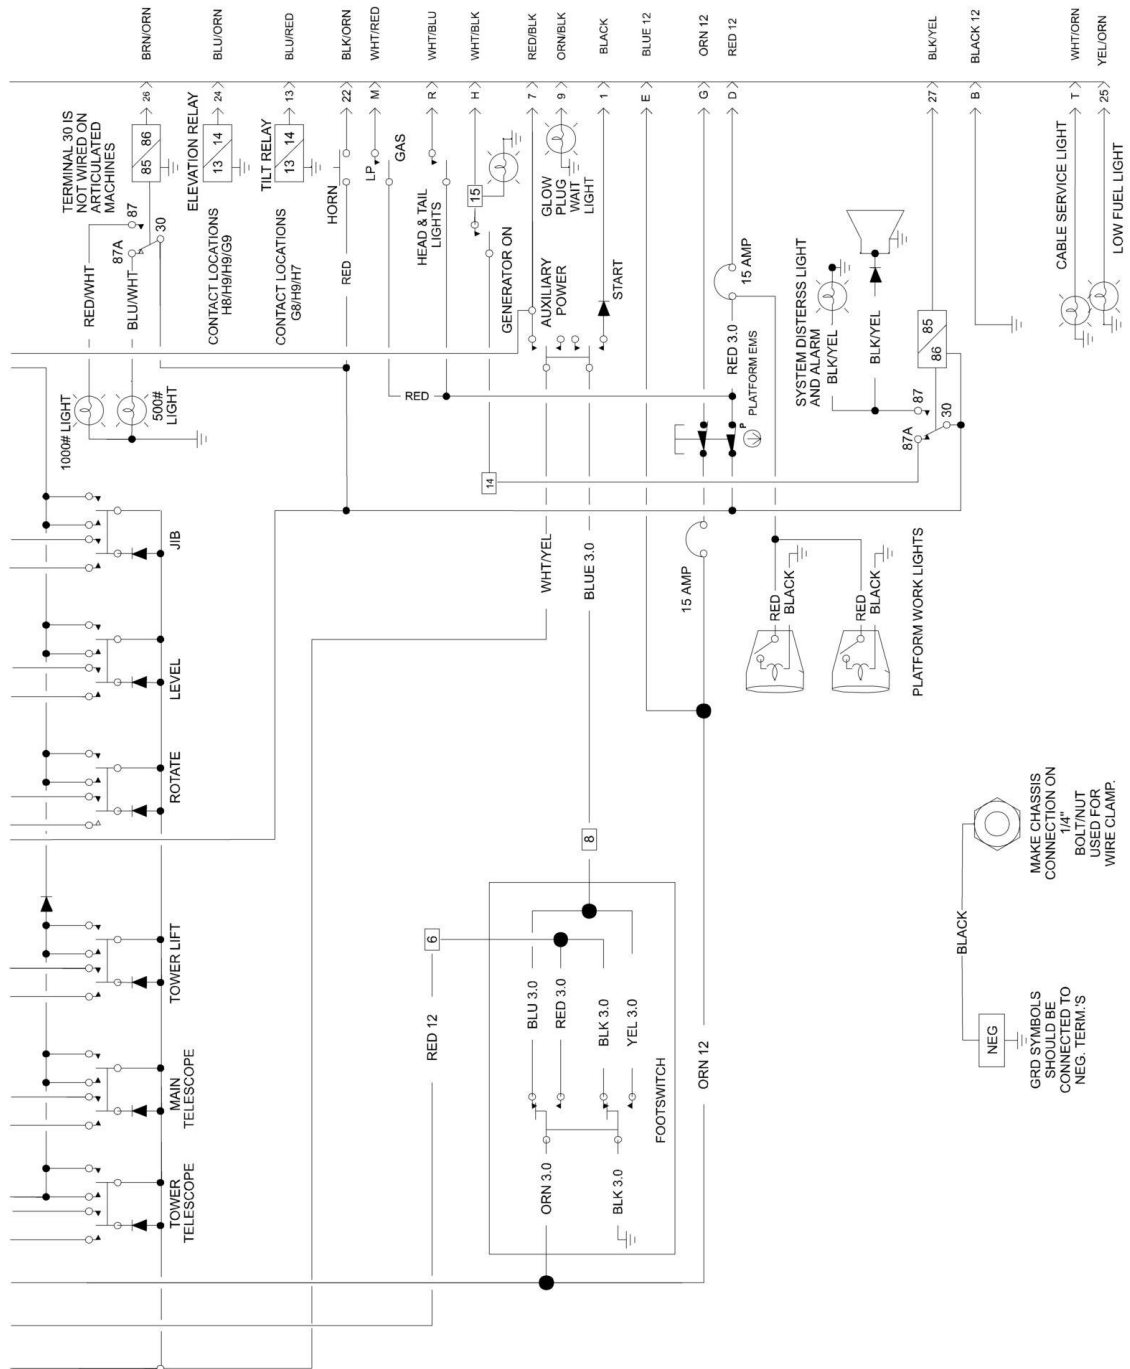 BRN/ORN
BLU/ORN
BLU/RED
BLK/ORN
WHT/RED
WHT/BLU
WHT/BLK
RED/BLK
ORN/BLK
BLACK
BLUE 12
ORN 12
RED 12
BLK/YEL
BLACK 12
WHT/ORN
YEL/ORN
26
24
13
22
M
R
H
7
9
1
E
G
D
27
B
T
25
TERMINAL 30 IS
NOT WIRED ON
ARTICULATED
MACHINES
85 86
87
87A
30
ELEVATION RELAY
13 14
TILT RELAY
13 14
HORN
LP
GAS
HEAD & TAIL
LIGHTS
15
GENERATOR ON
GLOW
PLUG
WAIT
LIGHT
AUXILIARY
POWER
START
15 AMP
RED/WHT
BLU/WHT
CONTACT LOCATIONS
H8/H9/H9/G9
CONTACT LOCATIONS
G8/H9/H7
RED
RED
RED 3.0
PLATFORM EMS
P
SYSTEM DISTERSS LIGHT
AND ALARM
BLK/YEL
BLK/YEL
85
86
87
87A
30
CABLE SERVICE LIGHT
LOW FUEL LIGHT
1000# LIGHT
500#
LIGHT
14
JIB
WHT/YEL
BLUE 3.0
15 AMP
RED
BLACK
RED
BLACK
PLATFORM WORK LIGHTS
LEVEL
ROTATE
8
MAKE CHASSIS
CONNECTION ON
1/4"
BOLT/NUT
USED FOR
WIRE CLAMP.
BLACK
TOWER LIFT
6
RED 12
BLU 3.0
RED 3.0
BLK 3.0
YEL 3.0
FOOTSWITCH
ORN 12
NEG
GRD SYMBOLS
SHOULD BE
CONNECTED TO
NEG. TERM.'S
MAIN
TELESCOPE
TOWER
TELESCOPE
ORN 3.0
BLK 3.0